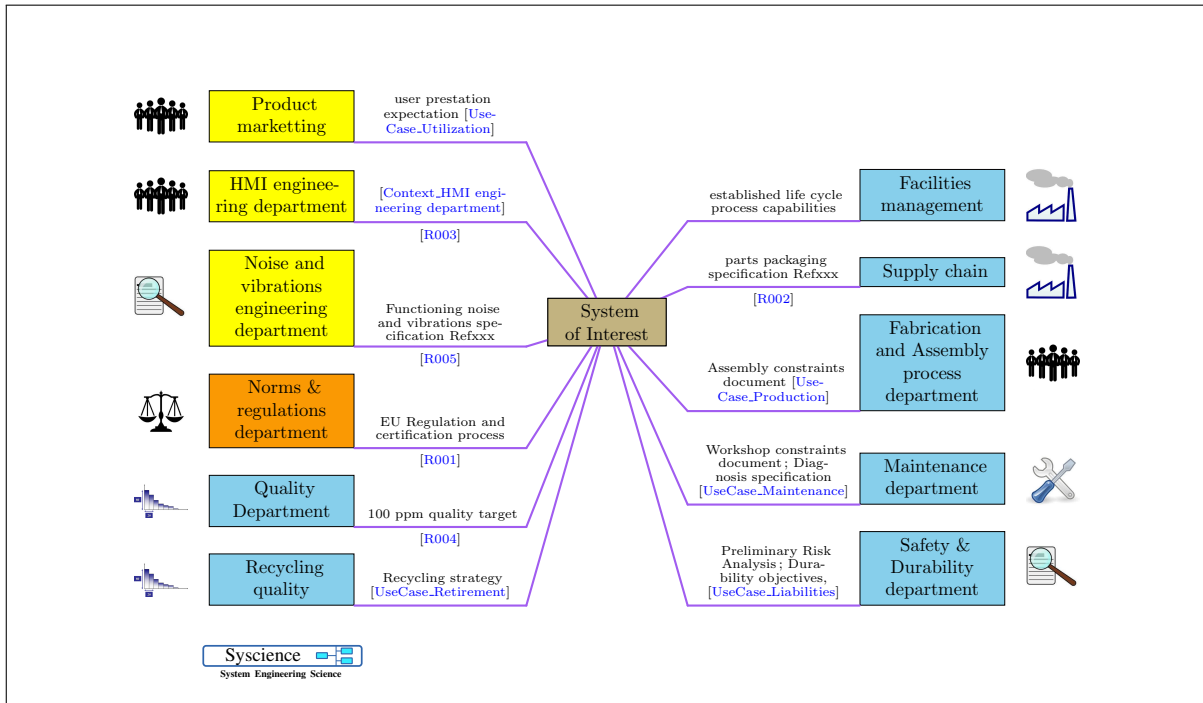 Product
marketting
user prestation
expectation [Use-
Case_Utilization]
HMI enginee-
ring department
[Context_HMI engi-
neering department]
[R003]
Noise and
vibrations
engineering
department
Functioning noise
and vibrations spe-
cification Refxxx
[R005]
Norms &
regulations
department
EU Regulation and
certification process
[R001]
Quality
Department
100 ppm quality target
[R004]
Recycling
quality
Recycling strategy
[UseCase_Retirement]
System
of Interest
established life cycle
process capabilities
Facilities
management
parts packaging
specification Refxxx
[R002]
Supply chain
Assembly constraints
document [Use-
Case_Production]
Fabrication
and Assembly
process
department
Workshop constraints
document ; Diag-
nosis specification
[UseCase_Maintenance]
Maintenance
department
Preliminary Risk
Analysis ; Dura-
bility objectives,
[UseCase_Liabilities]
Safety &
Durability
department
Syscience
System Engineering Science